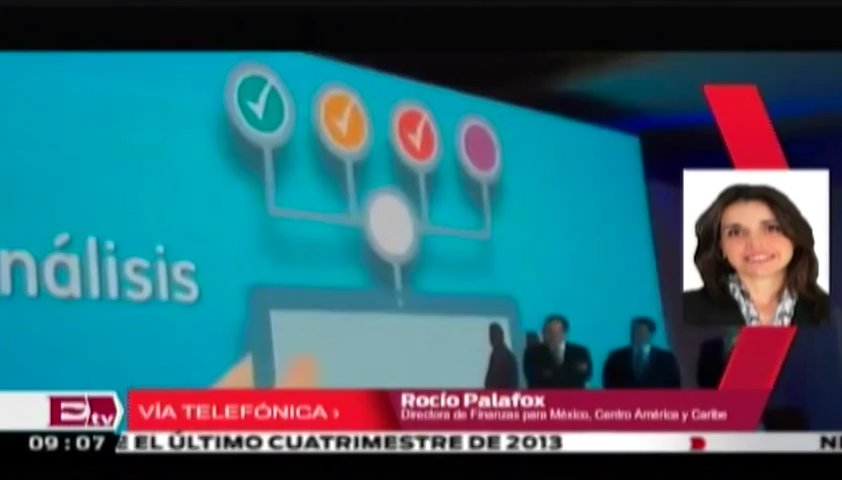 nálisis
VÍA TELEFÓNICA ›
Rocío Palafox
Directora de Finanzas para México, Centro América y Caribe
tv
09:07
E EL ÚLTIMO CUATRIMESTRE DE 2013